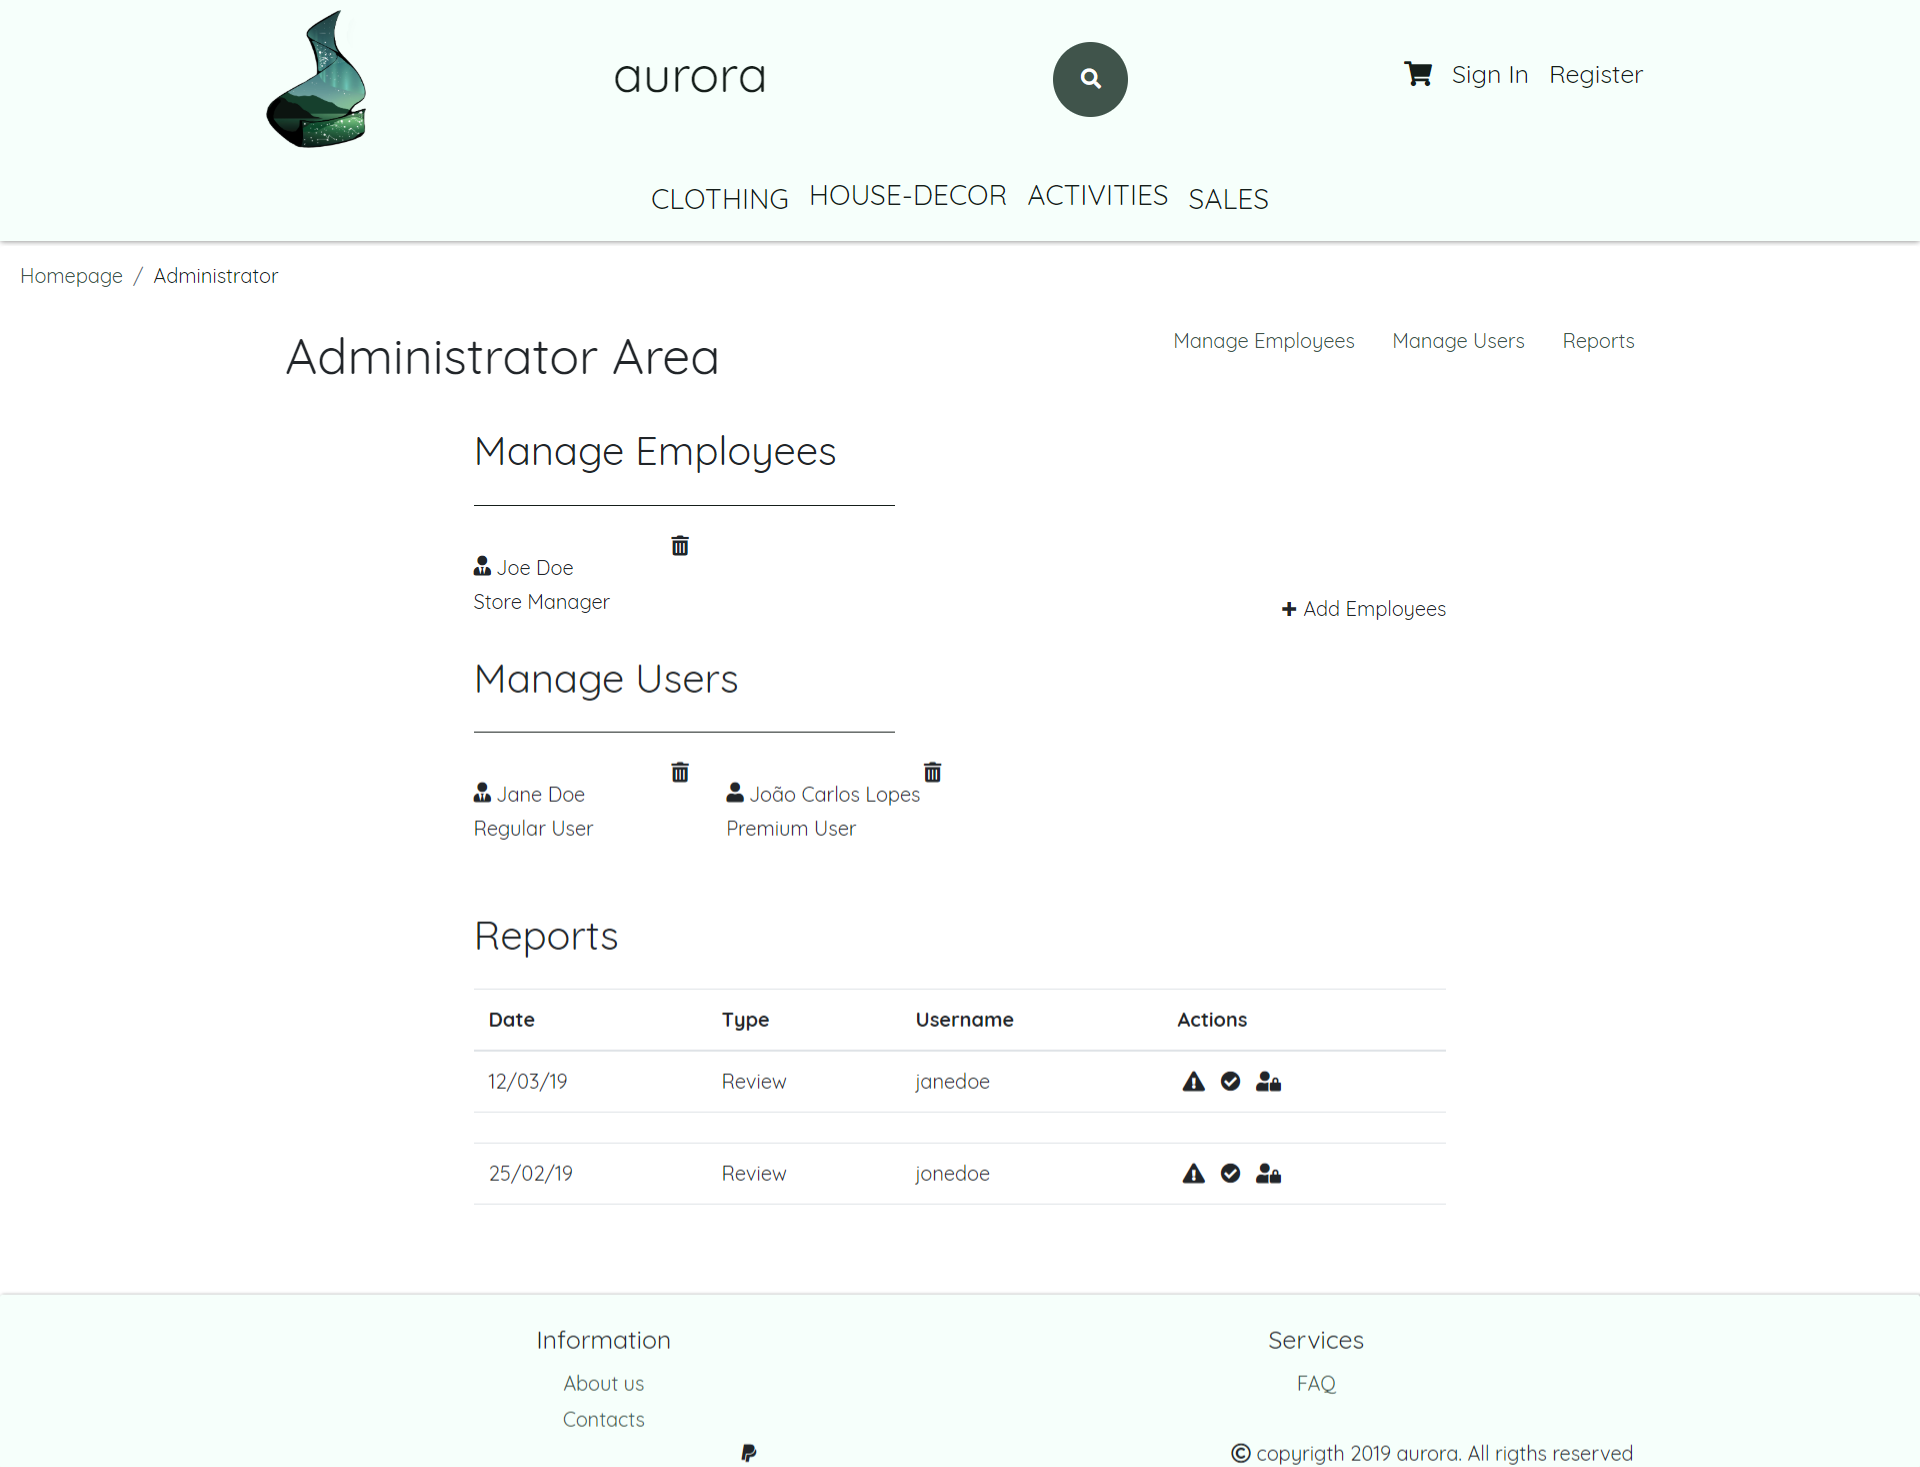 aurora
Sign In Register
CLOTHING HOUSE-DECOR ACTIVITIES SALES
Homepage / Administrator
Administrator Area
Manage Employees Manage Users Reports
Manage Employees
Joe Doe
Store Manager
Add Employees
Manage Users
Jane Doe João Carlos Lopes
Regular User Premium User
Reports
Date Type Username Actions
12/03/19 Review janedoe
25/02/19 Review jonedoe
Information Services
About us FAQ
Contacts
© copyrigth 2019 aurora. All rigths reserved